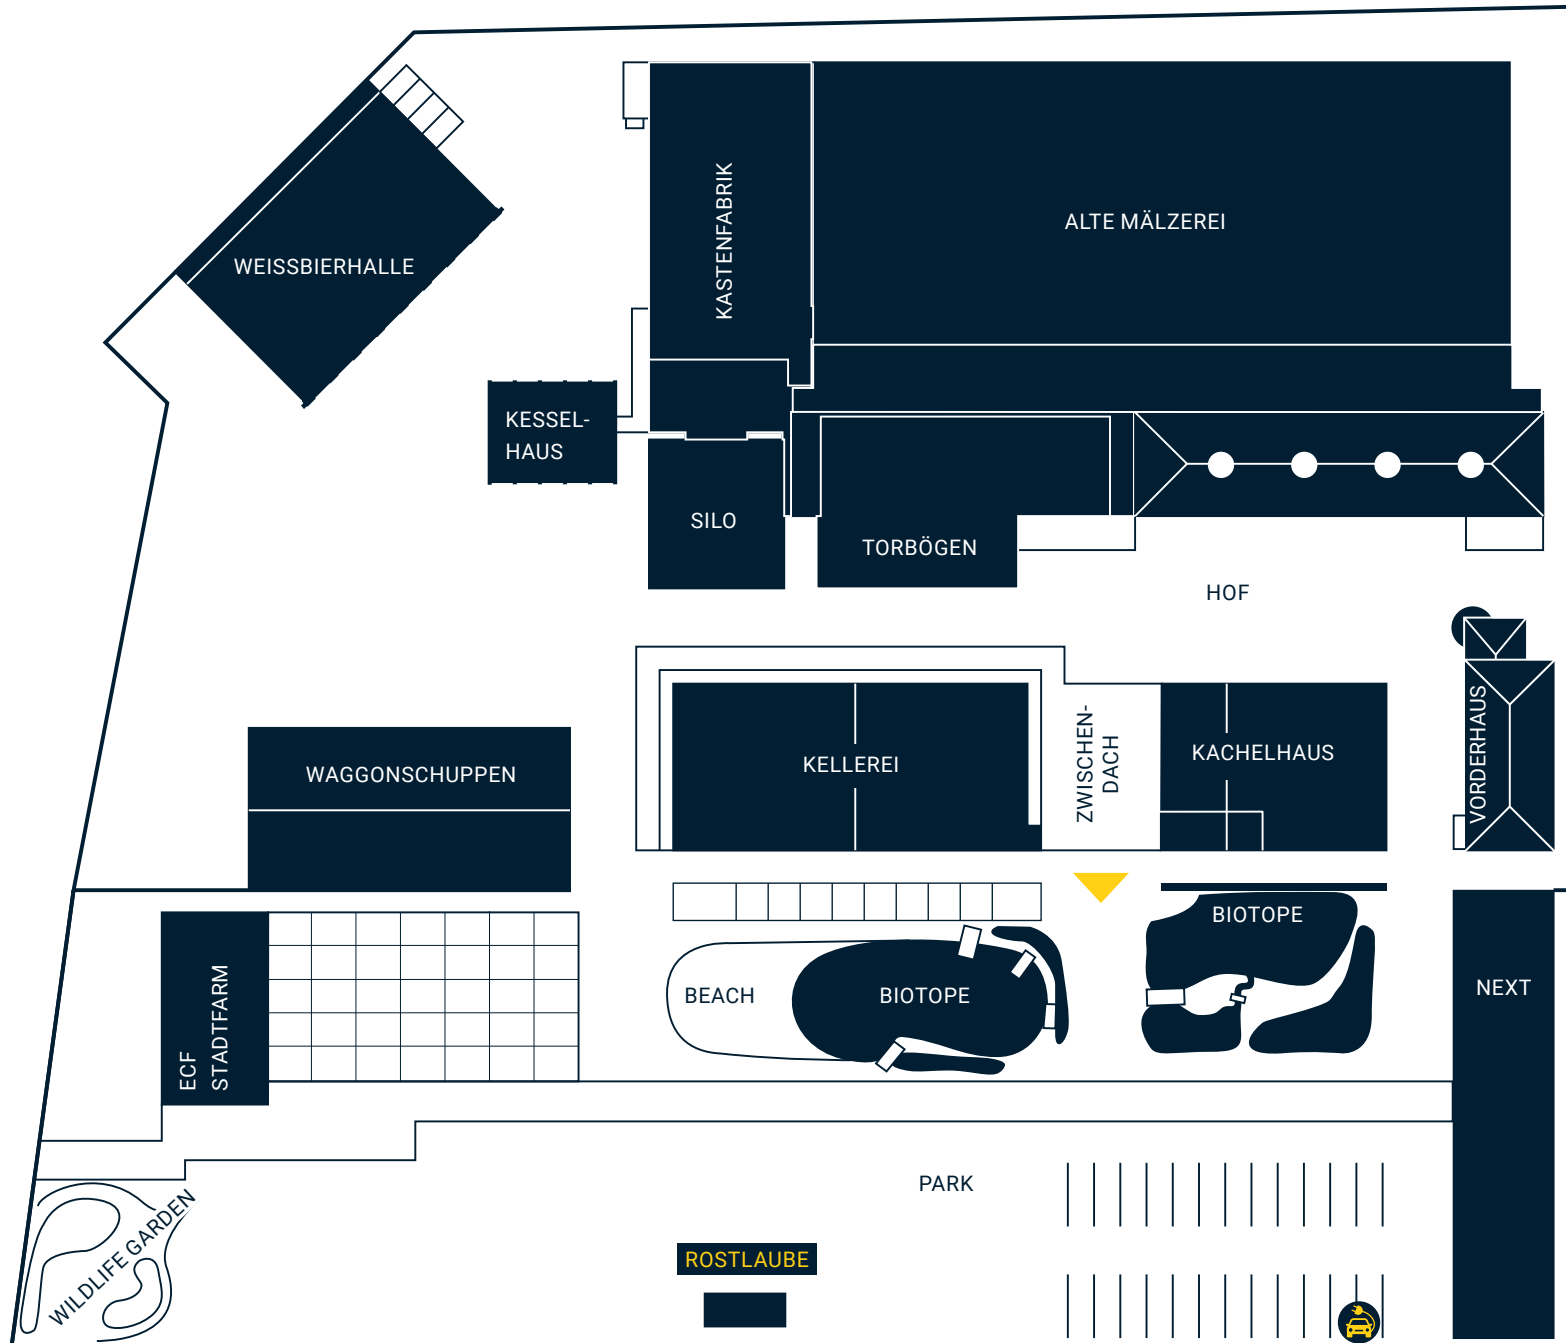 ALTE MÄLZEREI
KASTENFABRIK
WEISSBIERHALLE
KESSEL-
HAUS
SILO
TORBÖGEN
HOF
VORDERHAUS
ZWISCHEN-
DACH
KACHELHAUS
KELLEREI
WAGGONSCHUPPEN
BIOTOPE
ECF
STADTFARM
BEACH
BIOTOPE
NEXT
PARK
WILDLIFE GARDEN
ROSTLAUBE